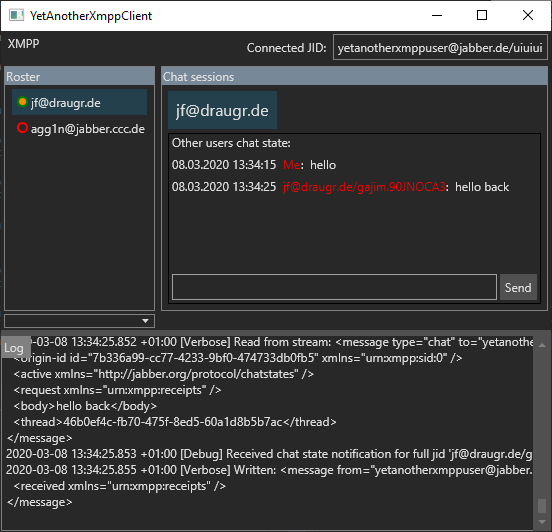 YetAnotherXmppClient
XMPP
Connected JID: yetanotherxmppuser@jabber.de/uiuiui
Roster
jf@draugr.de
agg1n@jabber.ccc.de
Chat sessions
jf@draugr.de
Other users chat state:
08.03.2020 13:34:15 Me: hello
08.03.2020 13:34:25 jf@draugr.de/gajim.90JNOCA3: hello back
Send
Log
0-03-08 13:34:25.852 +01:00 [Verbose] Read from stream: <message type="chat" to="yetanothe
<origin-id id="7b336a99-cc77-4233-9bf0-474733db0fb5" xmlns="urn:xmpp:sid:0" />
<active xmlns="http://jabber.org/protocol/chatstates" />
<request xmlns="urn:xmpp:receipts" />
<body>hello back</body>
<thread>46b0ef4c-fb70-475f-8ed5-60a1d8b5b7ac</thread>
</message>
2020-03-08 13:34:25.853 +01:00 [Debug] Received chat state notification for full jid 'jf@draugr.de/g
2020-03-08 13:34:25.855 +01:00 [Verbose] Written: <message from="yetanotherxmppuser@jabber.
<received xmlns="urn:xmpp:receipts" />
</message>